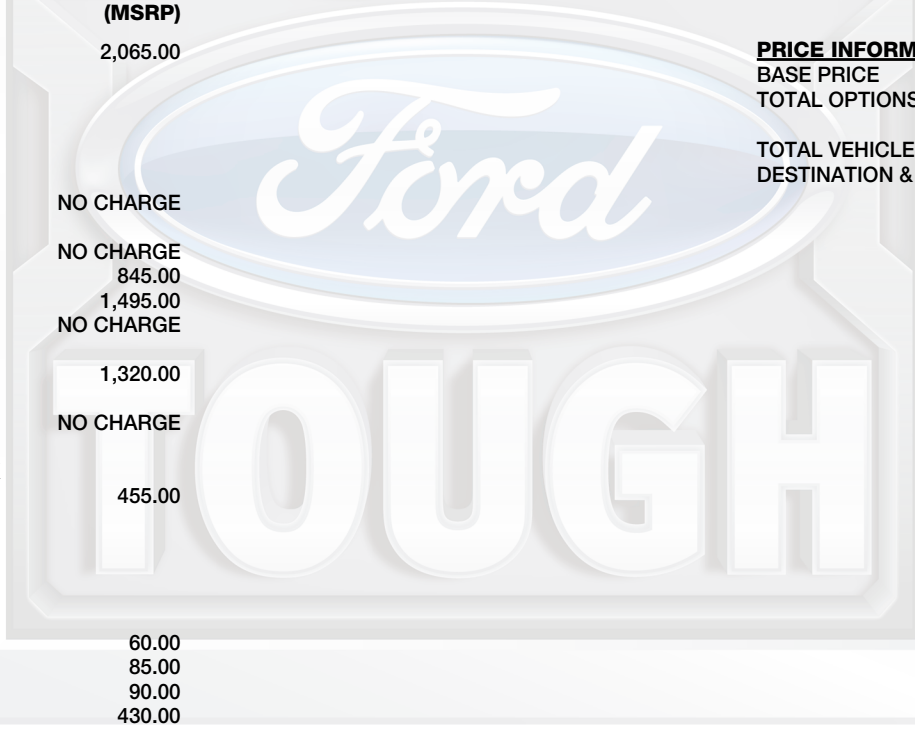 (MSRP)
2,065.00
NO CHARGE
NO CHARGE
845.00
1,495.00
NO CHARGE
1,320.00
NO CHARGE
455.00
60.00
85.00
90.00
430.00
PRICE INFORM
BASE PRICE
TOTAL OPTIONS
TOTAL VEHICLE
DESTINATION &
Ford
TOUGH